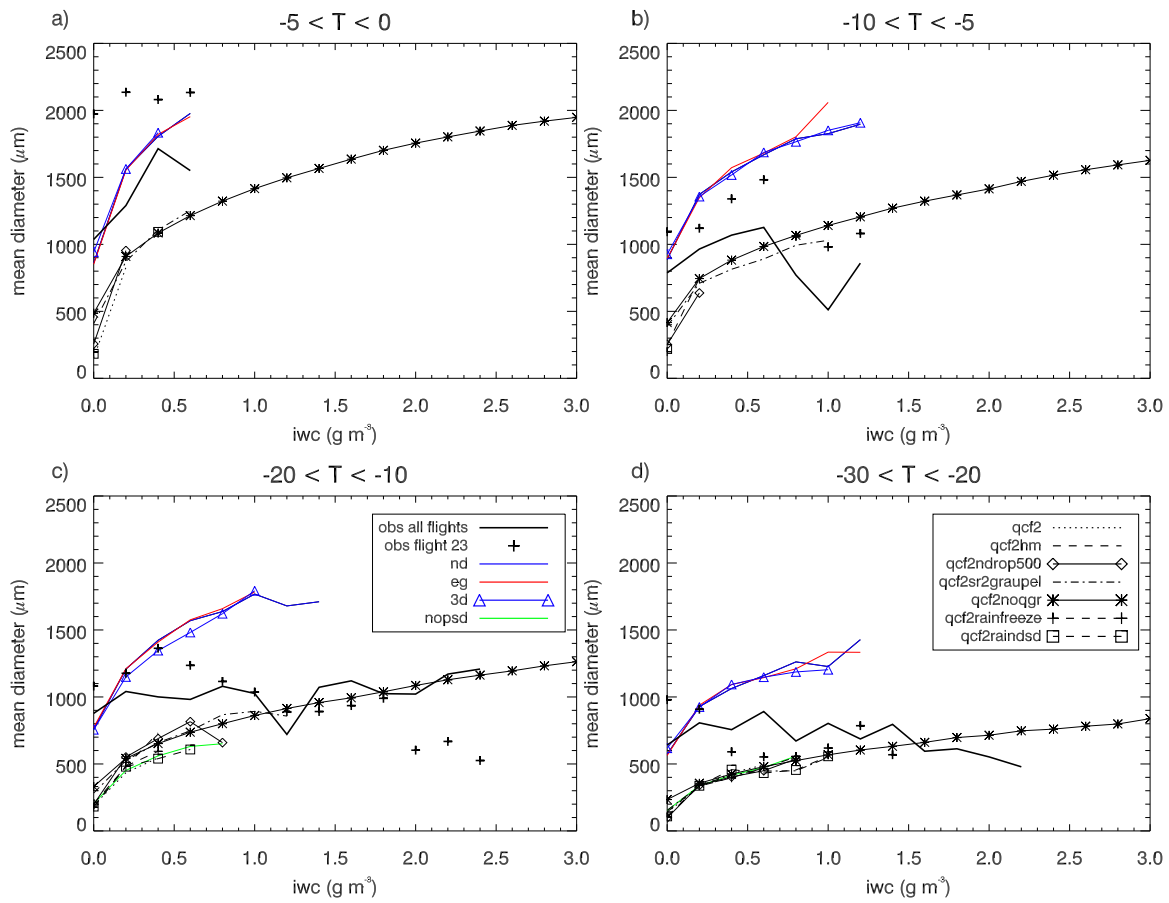 a)
-5 < T < 0
mean diameter (μm)
2500
2000
1500
1000
500
0
0.0 0.5 1.0 1.5 2.0 2.5 3.0
iwc (g m⁻³)
b)
-10 < T < -5
mean diameter (μm)
2500
2000
1500
1000
500
0
0.0 0.5 1.0 1.5 2.0 2.5 3.0
iwc (g m⁻³)
c)
-20 < T < -10
mean diameter (μm)
2500
2000
1500
1000
500
0
0.0 0.5 1.0 1.5 2.0 2.5 3.0
iwc (g m⁻³)
obs all flights
obs flight 23
nd
eg
3d
nopsd
d)
-30 < T < -20
mean diameter (μm)
2500
2000
1500
1000
500
0
0.0 0.5 1.0 1.5 2.0 2.5 3.0
iwc (g m⁻³)
qcf2
qcf2hm
qcf2ndrop500
qcf2sr2graupel
qcf2noqgr
qcf2rainfreeze
qcf2raindsd